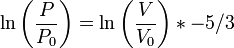 ln(P/P₀) = ln(V/V₀) * −5/3